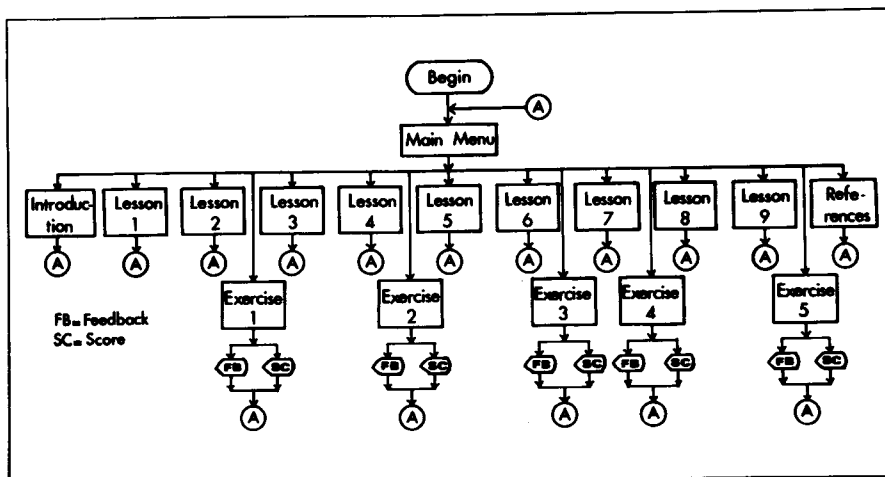 Begin
A
Main Menu
Introduc-
tion
Lesson
1
Lesson
2
Lesson
3
Lesson
4
Lesson
5
Lesson
6
Lesson
7
Lesson
8
Lesson
9
Refe-
rences
A
A
A
A
A
A
A
A
A
A
A
Exercise
1
Exercise
2
Exercise
3
Exercise
4
Exercise
5
FB= Feedback
SC= Score
FB
SC
FB
SC
FB
SC
FB
SC
FB
SC
A
A
A
A
A